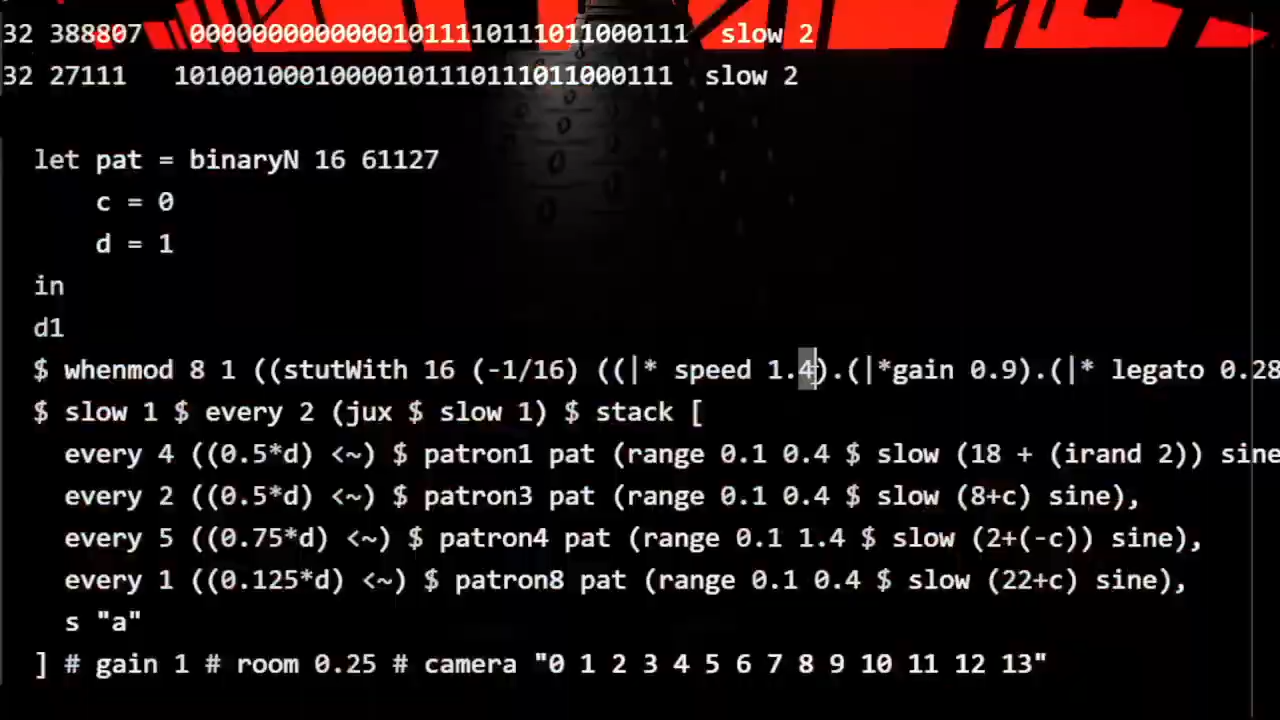 32 388807 00000000000001011110111011000111 slow 2
32 27111 10100100010000101110111011000111 slow 2
let pat = binaryN 16 61127
c = 0
d = 1
in
d1
$ whenmod 8 1 ((stutWith 16 (-1/16) ((|* speed 1.4).(|*gain 0.9).(|* legato 0.28
$ slow 1 $ every 2 (jux $ slow 1) $ stack [
every 4 ((0.5*d) <~) $ patron1 pat (range 0.1 0.4 $ slow (18 + (irand 2)) sine
every 2 ((0.5*d) <~) $ patron3 pat (range 0.1 0.4 $ slow (8+c) sine),
every 5 ((0.75*d) <~) $ patron4 pat (range 0.1 1.4 $ slow (2+(-c)) sine),
every 1 ((0.125*d) <~) $ patron8 pat (range 0.1 0.4 $ slow (22+c) sine),
s "a"
] # gain 1 # room 0.25 # camera "0 1 2 3 4 5 6 7 8 9 10 11 12 13"